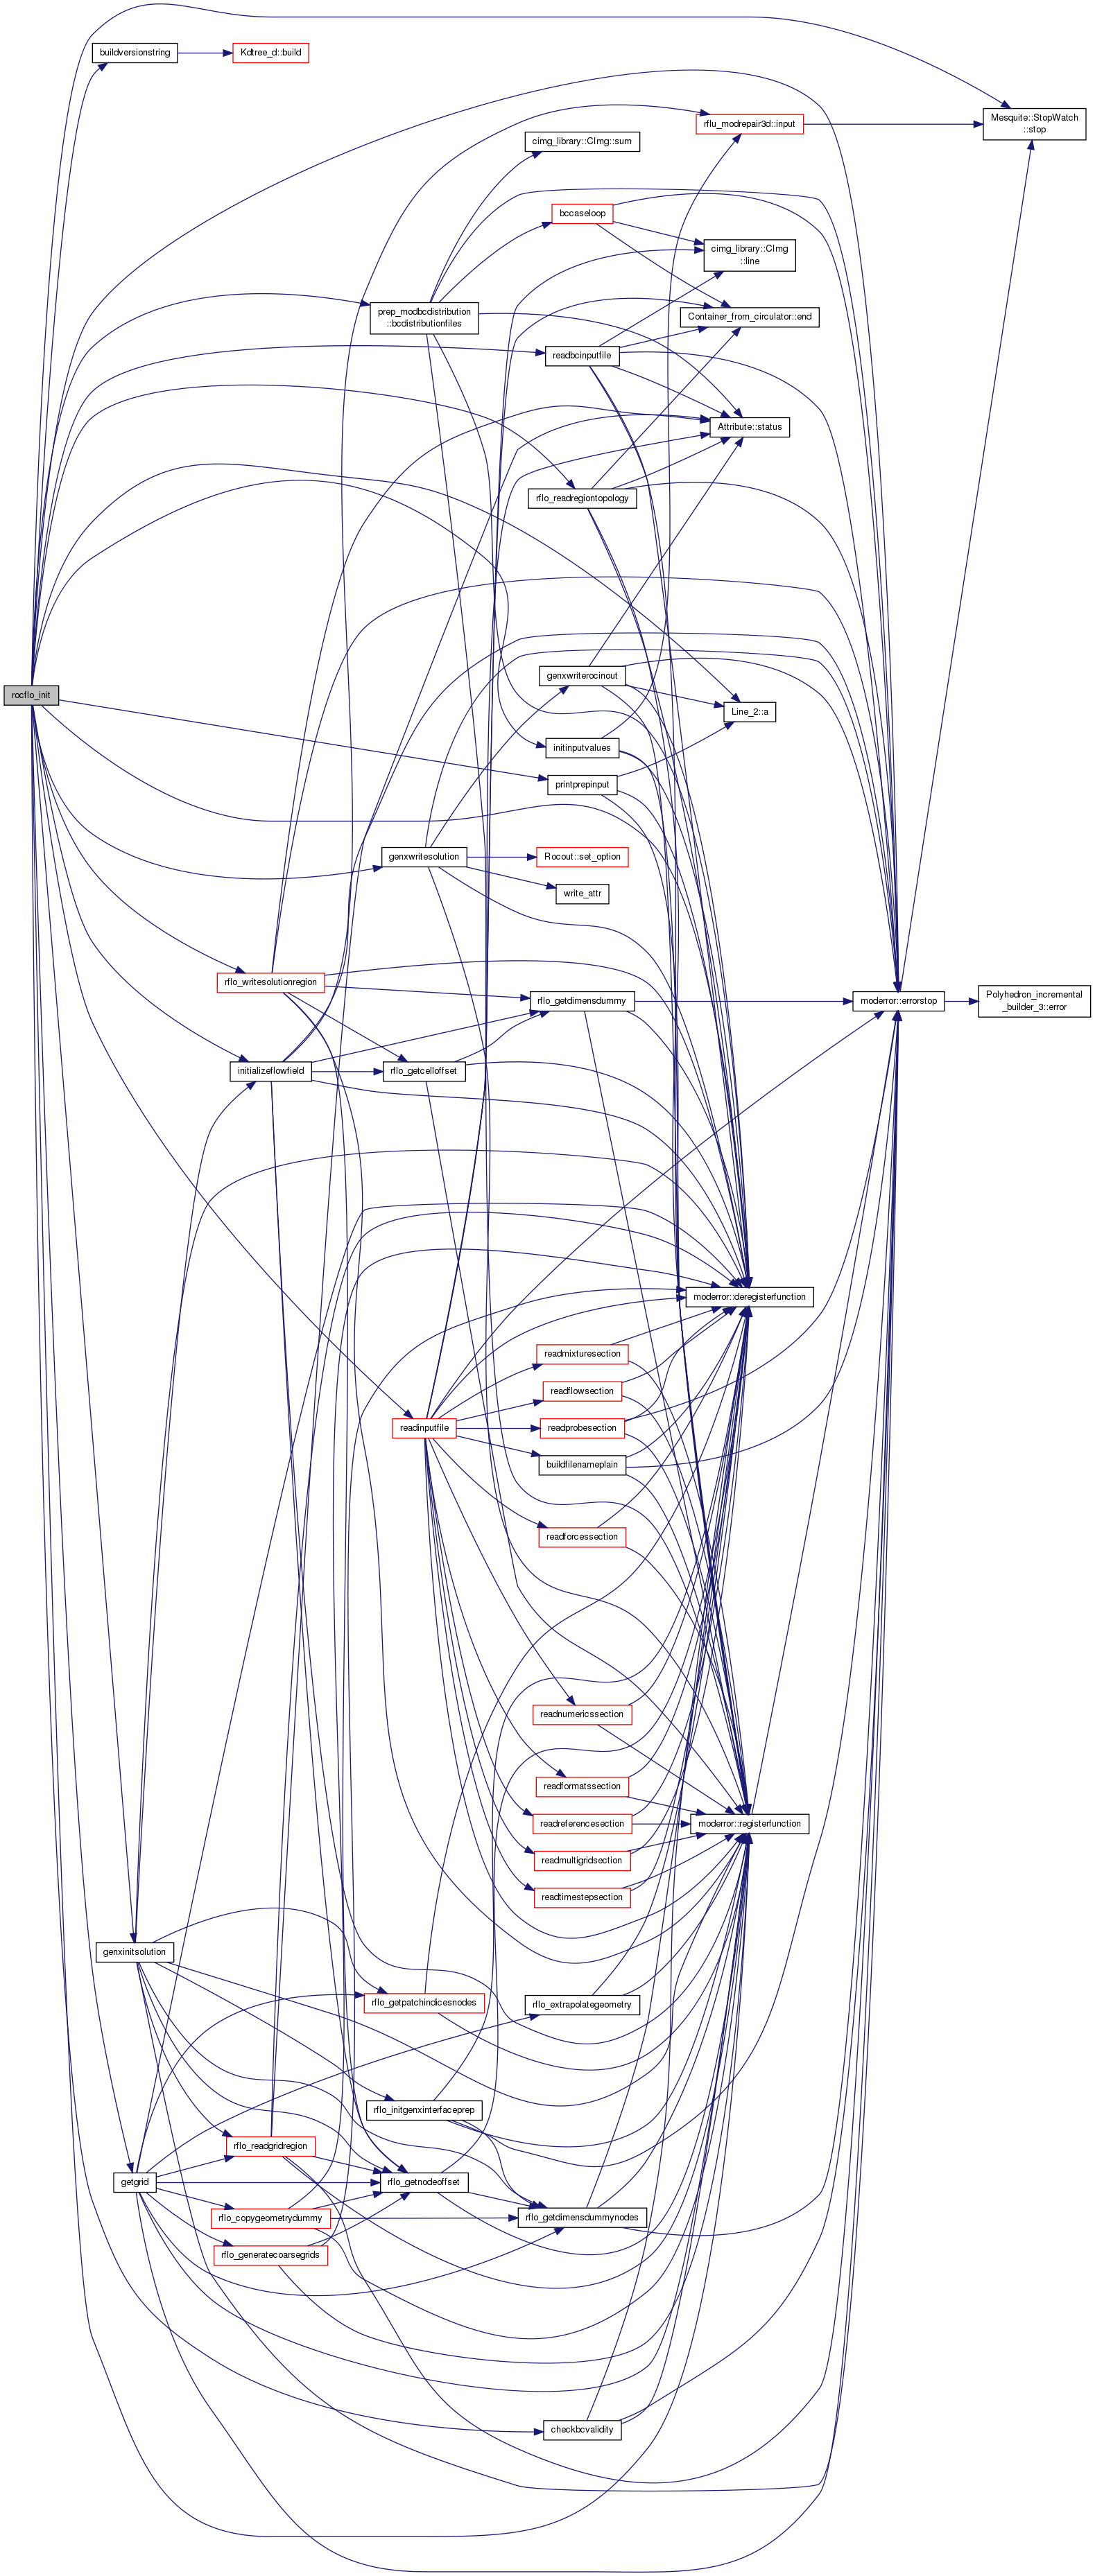 buildversionstring
Kdtree_d::build
Mesquite::StopWatch
::stop
rflu_modrepair3d::input
cimg_library::CImg::sum
bccaseloop
cimg_library::CImg
::line
prep_modbcdistribution
::bcdistributionfiles
Container_from_circulator::end
readbcinputfile
Attribute::status
rflo_readregiontopology
genxwriterocinout
rocflo_init
Line_2::a
initinputvalues
printprepinput
genxwritesolution
Rocout::set_option
write_attr
rflo_writesolutionregion
rflo_getdimensdummy
moderror::errorstop
Polyhedron_incremental
_builder_3::error
initializeflowfield
rflo_getcelloffset
moderror::deregisterfunction
readmixturesection
readflowsection
readinputfile
readprobesection
buildfilenameplain
readforcessection
readnumericssection
readformatssection
readreferencesection
moderror::registerfunction
readmultigridsection
readtimestepsection
genxinitsolution
rflo_getpatchindicesnodes
rflo_extrapolategeometry
rflo_initgenxinterfaceprep
rflo_readgridregion
getgrid
rflo_getnodeoffset
rflo_copygeometrydummy
rflo_getdimensdummynodes
rflo_generatecoarsegrids
checkbcvalidity